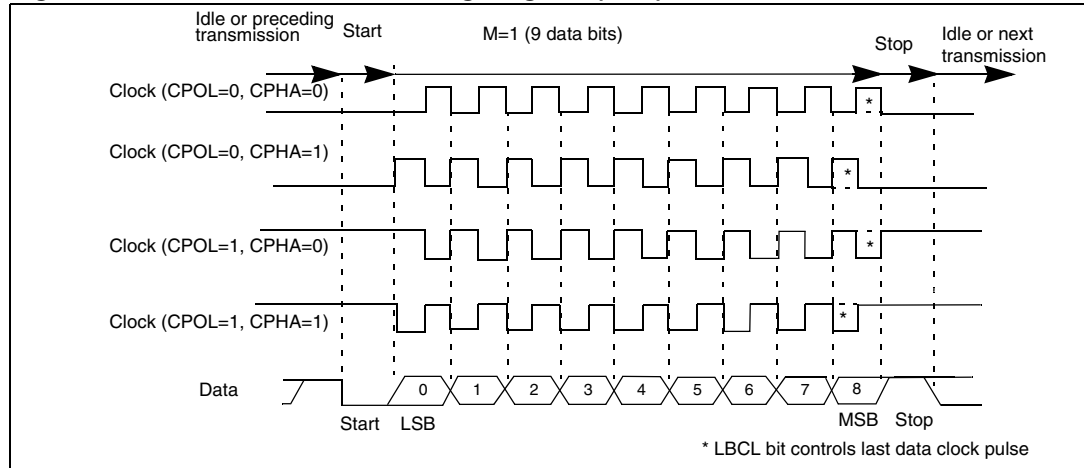 Idle or preceding
transmission
Start
M=1 (9 data bits)
Stop
Idle or next
transmission
Clock (CPOL=0, CPHA=0)
*
Clock (CPOL=0, CPHA=1)
*
Clock (CPOL=1, CPHA=0)
*
Clock (CPOL=1, CPHA=1)
*
Data
0 1 2 3 4 5 6 7 8
Start LSB MSB Stop
* LBCL bit controls last data clock pulse